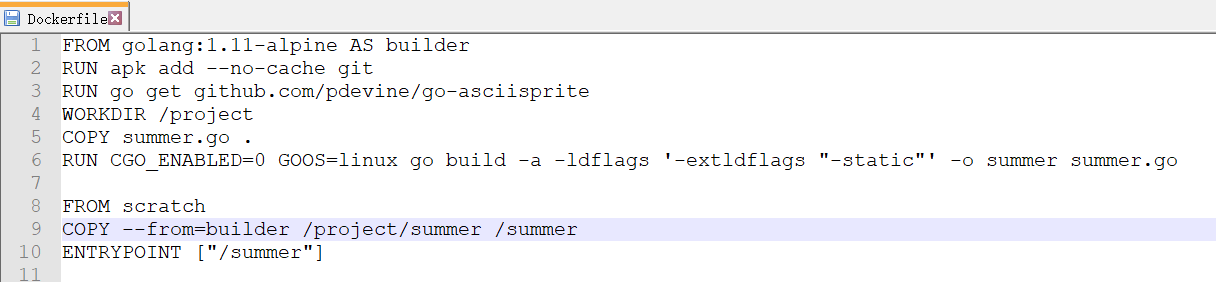 Dockerfile
1 FROM golang:1.11-alpine AS builder
2 RUN apk add --no-cache git
3 RUN go get github.com/pdevine/go-asciisprite
4 WORKDIR /project
5 COPY summer.go .
6 RUN CGO_ENABLED=0 GOOS=linux go build -a -ldflags '-extldflags "-static"' -o summer summer.go
7
8 FROM scratch
9 COPY --from=builder /project/summer /summer
10 ENTRYPOINT ["/summer"]
11